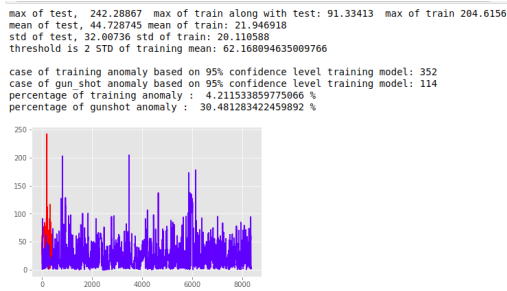 max of test,  242.28867  max of train along with test: 91.33413  max of train 204.6156
mean of test, 44.728745 mean of train: 21.946918
std of test, 32.00736 std of train: 20.110588
threshold is 2 STD of training mean: 62.168094635009766
case of training anomaly based on 95% confidence level training model: 352
case of gun_shot anomaly based on 95% confidence level training model: 114
percentage of training anomaly :  4.211533859775066 %
percentage of gunshot anomaly :  30.481283422459892 %
250
200
150
100
50
0
0 2000 4000 6000 8000